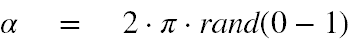 α = 2 · π · rand(0 − 1)